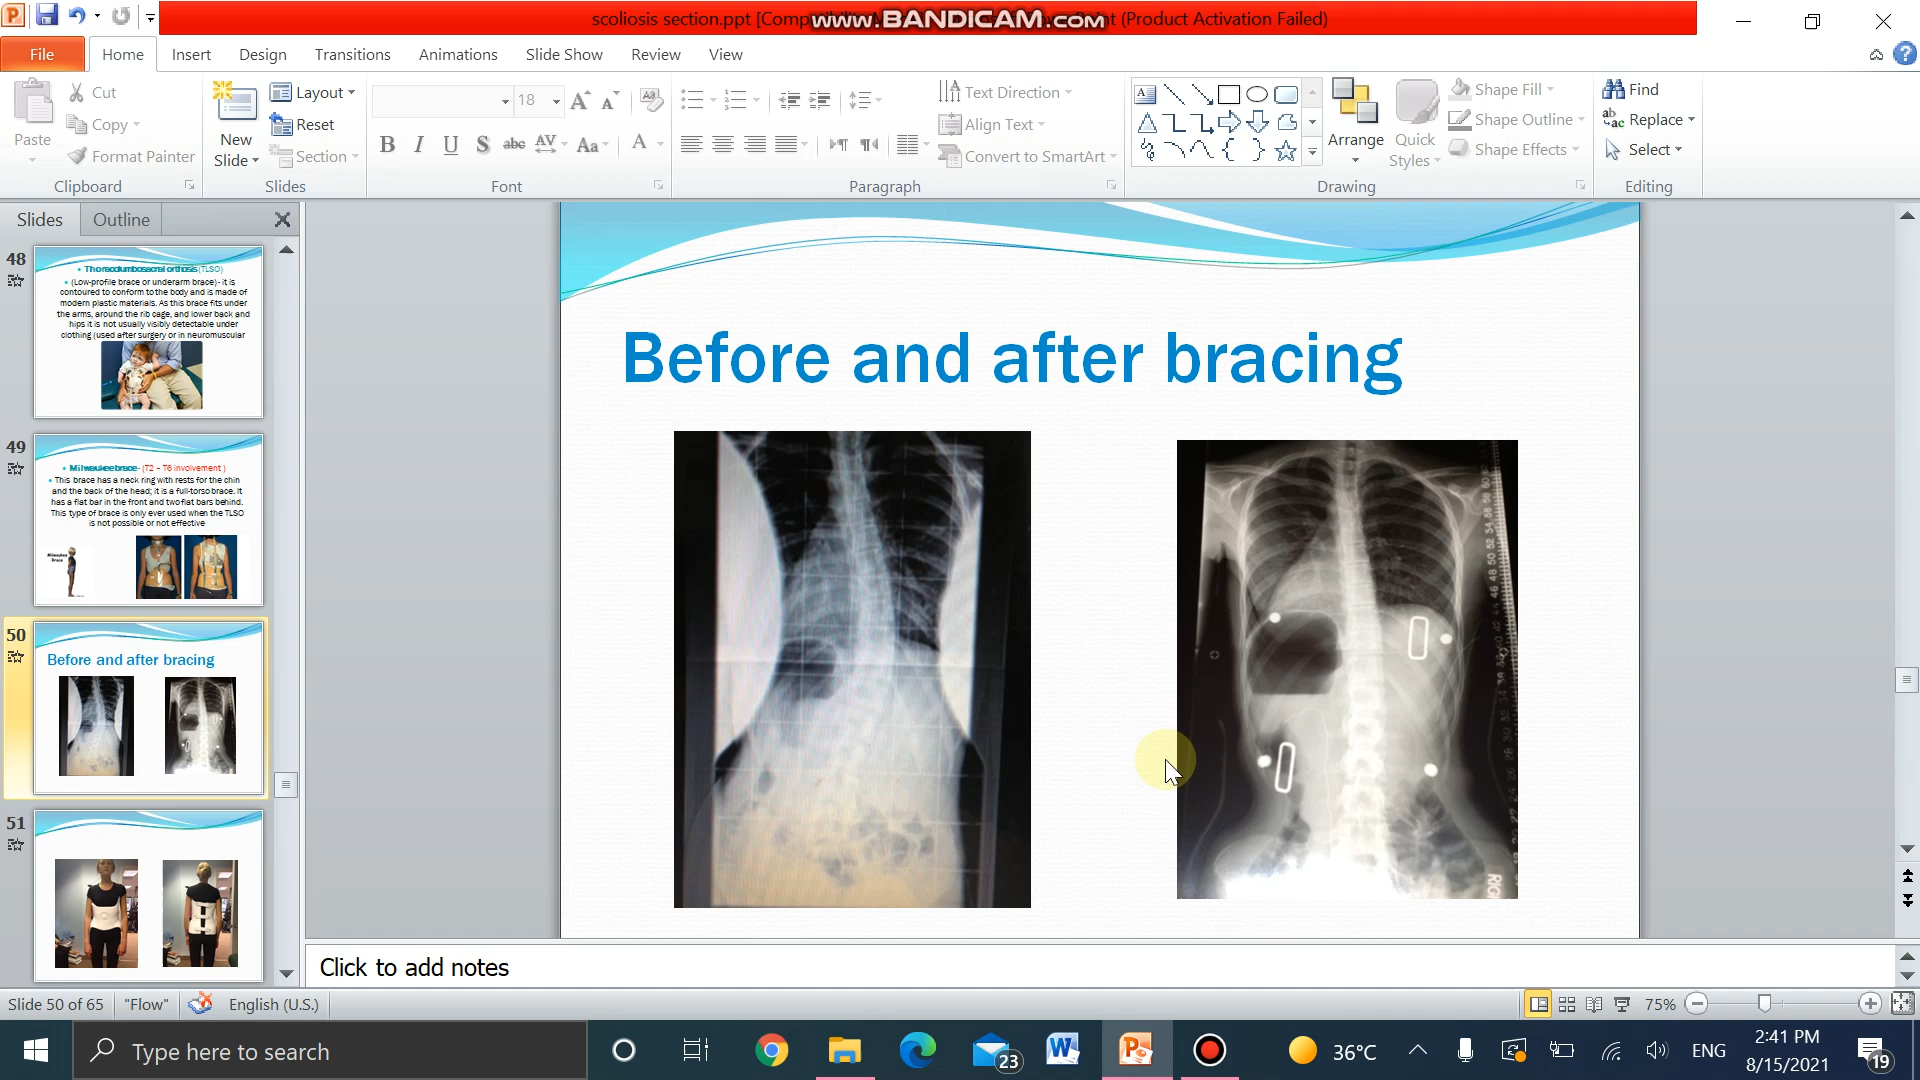 scoliosis section.ppt [Comp
www.BANDICAM.com
(Product Activation Failed)
File
Home
Insert
Design
Transitions
Animations
Slide Show
Review
View
Paste
Cut
Copy
Format Painter
Clipboard
New
Slide
Layout
Reset
Section
Slides
18
B I U S abc AV Aa A
Font
Text Direction
Align Text
Convert to SmartArt
Paragraph
Arrange
Quick
Styles
Shape Fill
Shape Outline
Shape Effects
Drawing
Find
Replace
Select
Editing
Slides
Outline
48
• Thoracolumbosacral orthosis (TLSO)
• (Low-profile brace or underarm brace)- it is
contoured to conform to the body and is made of
modern plastic materials. As this brace fits under
the arms, around the rib cage, and lower back and
hips it is not usually visibly detectable under
clothing (used after surgery or in neuromuscular
49
• Milwaukee brace- (T2 – T6 involvement )
• This brace has a neck ring with rests for the chin
and the back of the head; it is a full-torso brace. It
has a flat bar in the front and two flat bars behind.
This type of brace is only ever used when the TLSO
is not possible or not effective
Milwaukee
Brace
50
Before and after bracing
51
Before and after bracing
Click to add notes
Slide 50 of 65
"Flow"
English (U.S.)
75%
Type here to search
23
36°C
ENG
2:41 PM
8/15/2021
19